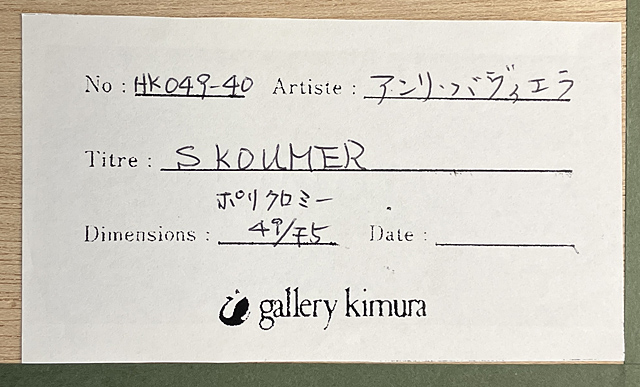 No : HK049-40 Artiste : アンリ・バディエラ
Titre : SKOUMER
ポリクロミー
Dimensions : 49/75 Date :
gallery kimura